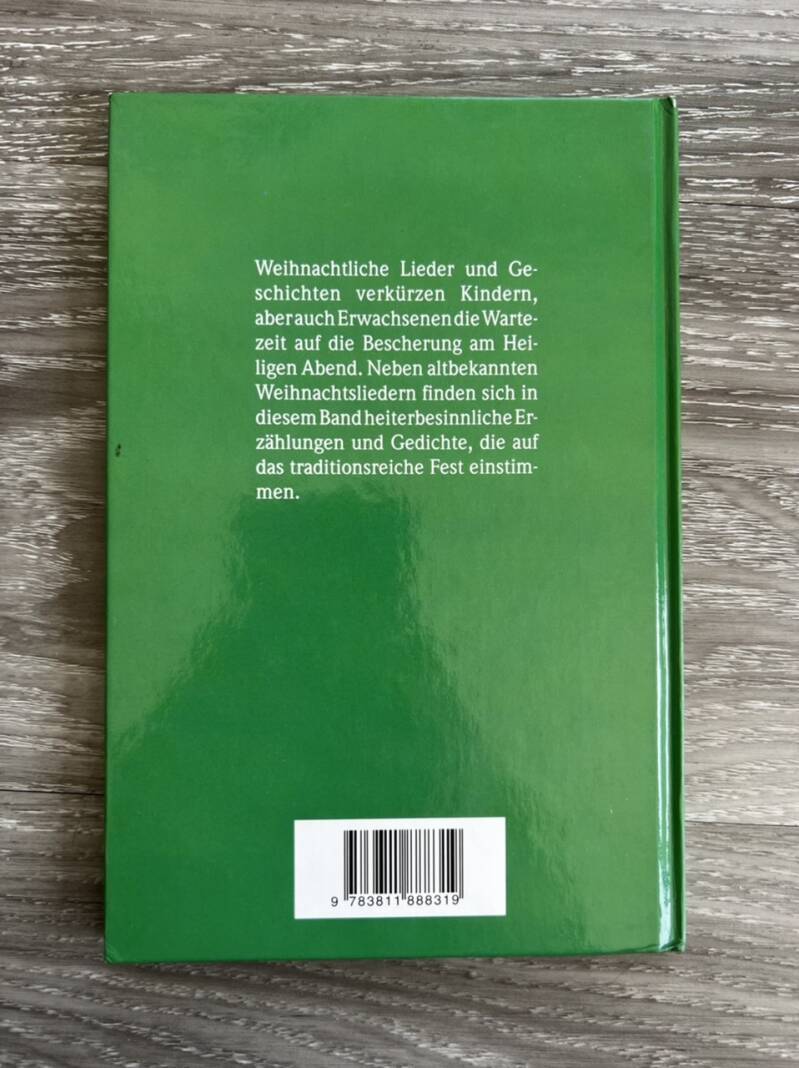 Weihnachtliche Lieder und Ge-
schichten verkürzen Kindern,
aber auch Erwachsenen die Warte-
zeit auf die Bescherung am Hei-
ligen Abend. Neben altbekannten
Weihnachtsliedern finden sich in
diesem Band heiterbesinnliche Er-
zählungen und Gedichte, die auf
das traditionsreiche Fest einstim-
men.
9 783811 888319